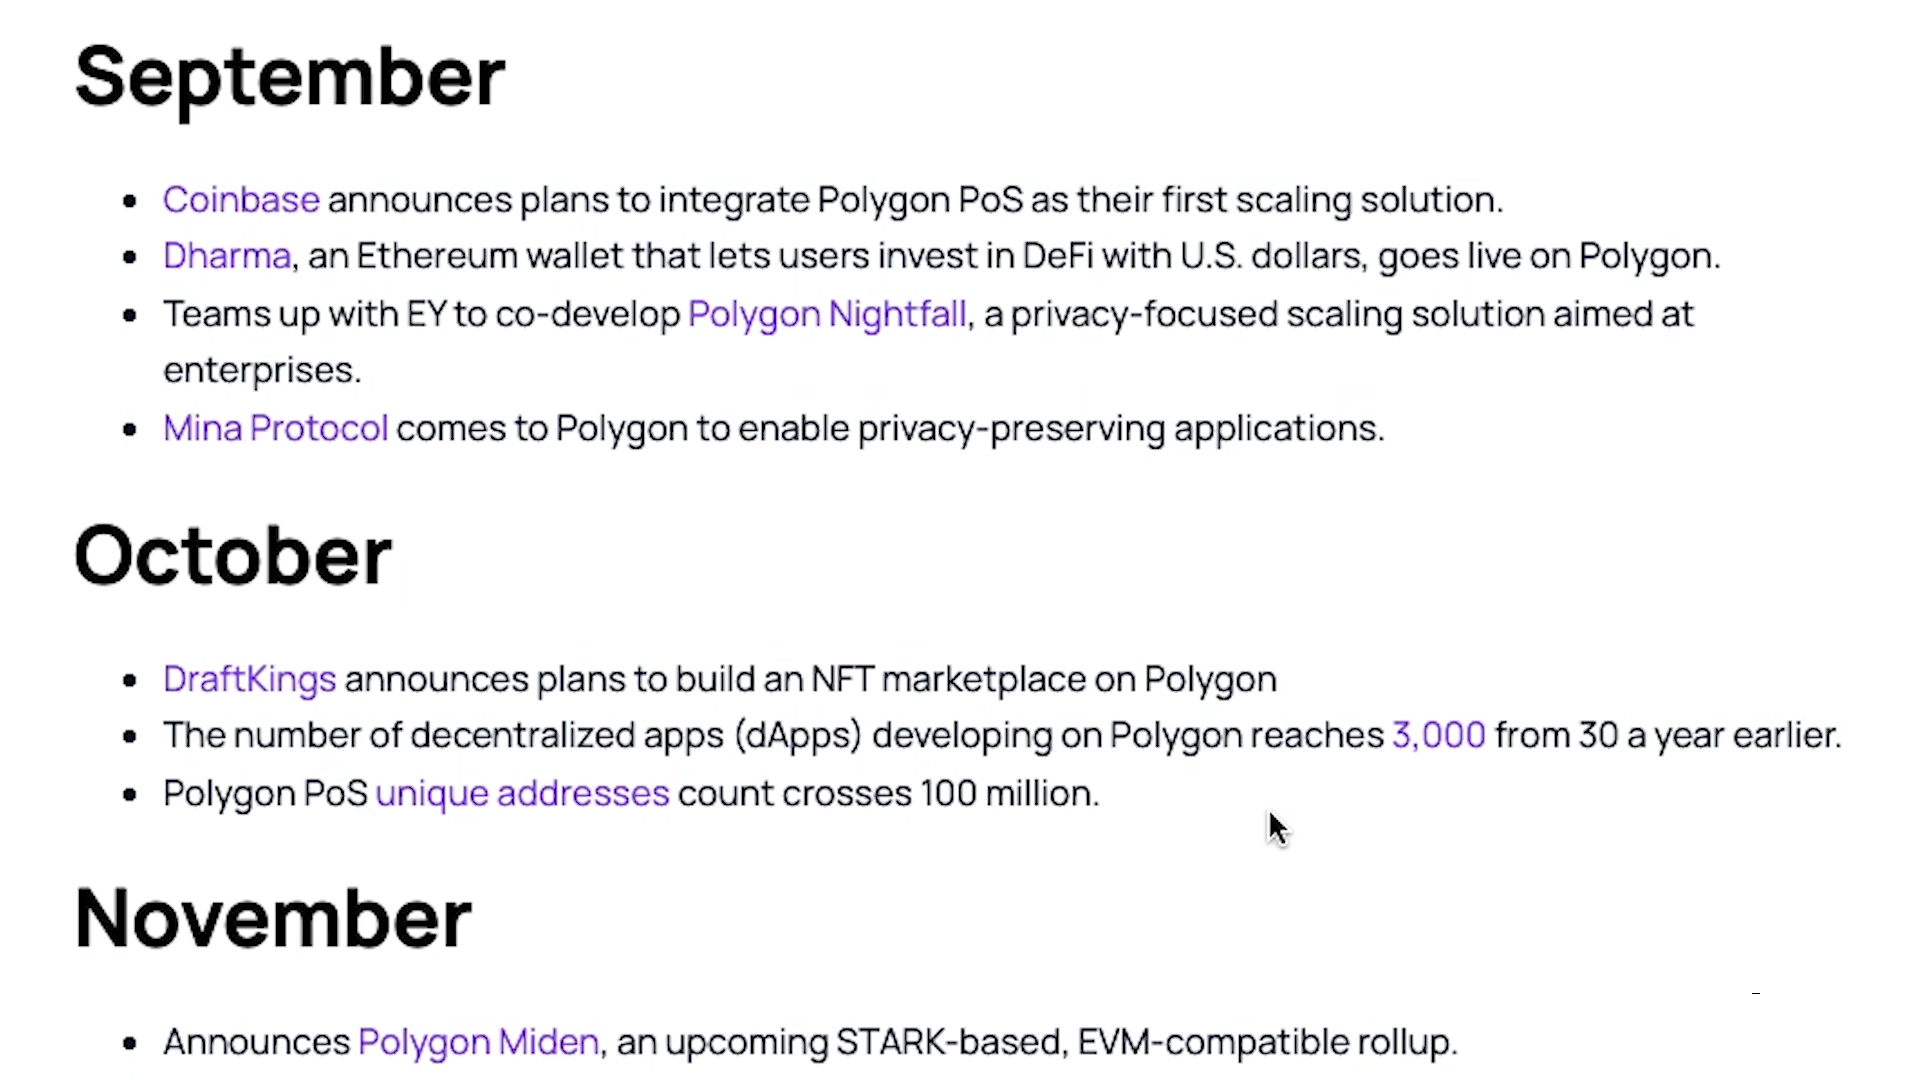 September
Coinbase announces plans to integrate Polygon PoS as their first scaling solution.
Dharma, an Ethereum wallet that lets users invest in DeFi with U.S. dollars, goes live on Polygon.
Teams up with EY to co-develop Polygon Nightfall, a privacy-focused scaling solution aimed at
enterprises.
Mina Protocol comes to Polygon to enable privacy-preserving applications.
October
DraftKings announces plans to build an NFT marketplace on Polygon
The number of decentralized apps (dApps) developing on Polygon reaches 3,000 from 30 a year earlier.
Polygon PoS unique addresses count crosses 100 million.
November
Announces Polygon Miden, an upcoming STARK-based, EVM-compatible rollup.